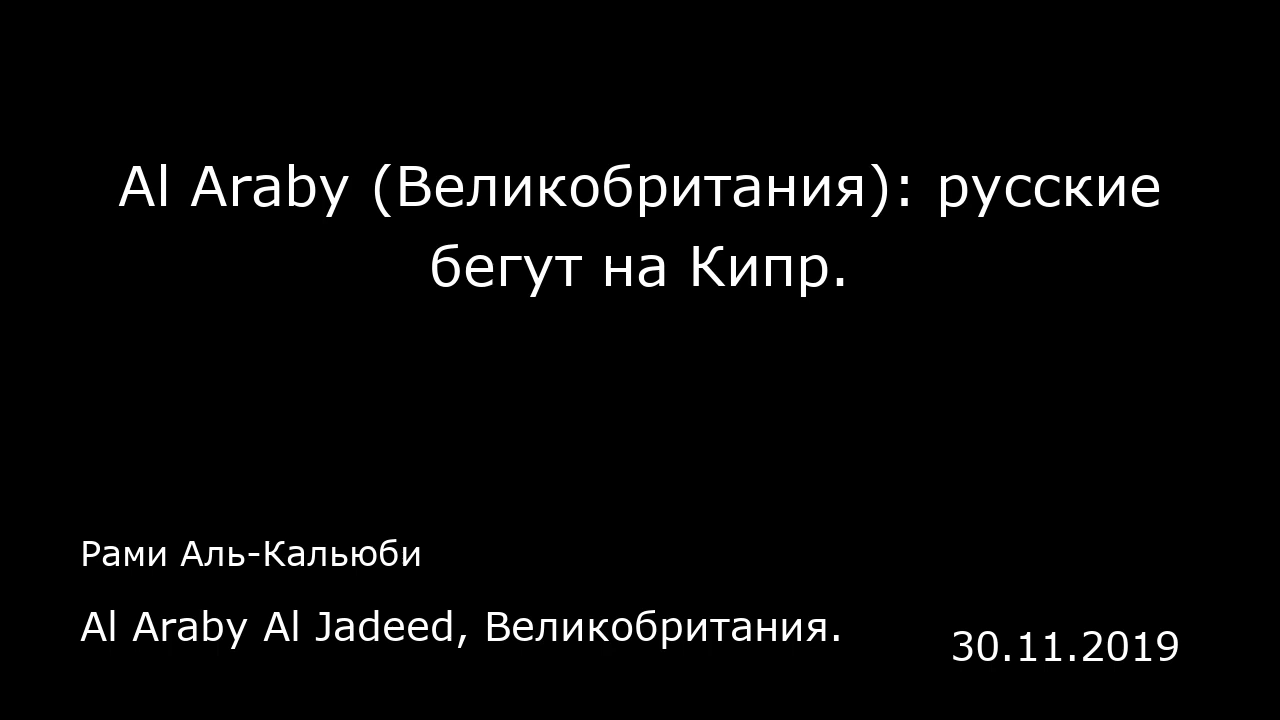 Al Araby (Великобритания): русские
бегут на Кипр.
Рами Аль-Кальюби
Al Araby Al Jadeed, Великобритания.
30.11.2019